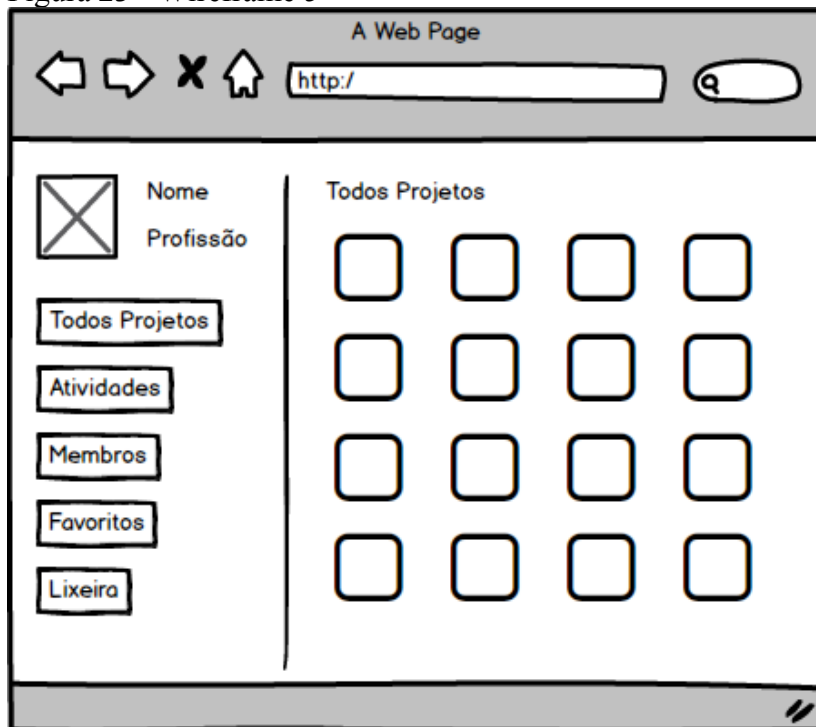 A Web Page
http:/
Nome
Profissão
Todos Projetos
Atividades
Membros
Favoritos
Lixeira
Todos Projetos